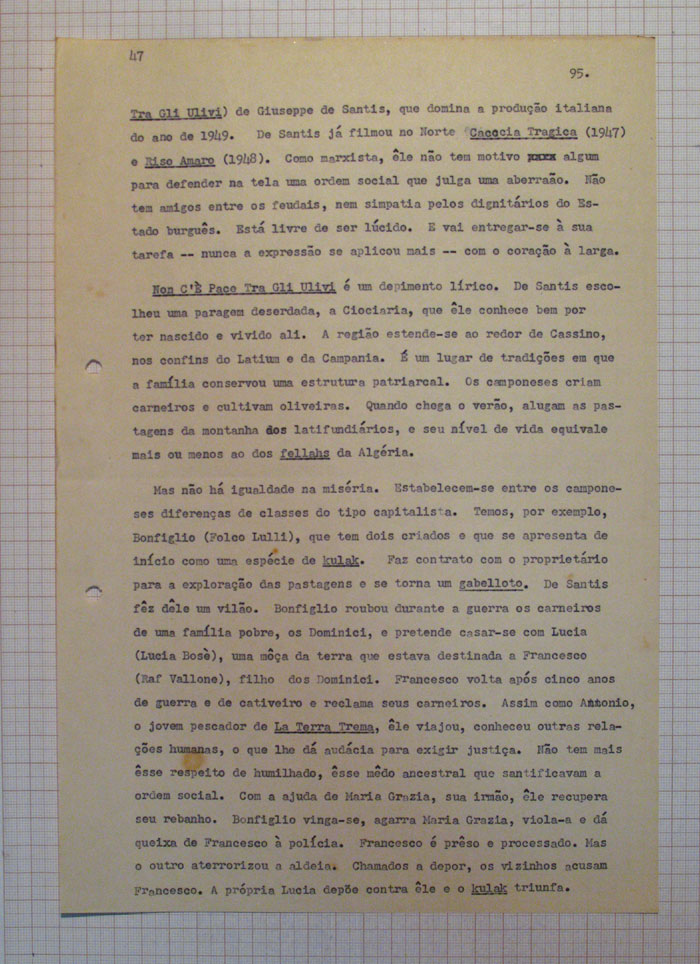 47
95.
Tra Gli Ulivi) de Giuseppe de Santis, que domina a produção italiana
do ano de 1949. De Santis já filmou no Norte (Cacccia Tragica (1947)
e Riso Amaro (1948). Como marxista, êle não tem motivo xxxx algum
para defender na tela uma ordem social que julga uma aberraão. Não
tem amigos entre os feudais, nem simpatia pelos dignitários do Es-
tado burguês. Está livre de ser lúcido. E vai entregar-se à sua
tarefa -- nunca a expressão se aplicou mais -- com o coração à larga.
Non C'È Pace Tra Gli Ulivi é um depimento lírico. De Santis esco-
lheu uma paragem deserdada, a Ciociaria, que êle conhece bem por
ter nascido e vivido ali. A região estende-se ao redor de Cassino,
nos confins do Latium e da Campania. É um lugar de tradições em que
a família conservou uma estrutura patriarcal. Os camponeses criam
carneiros e cultivam oliveiras. Quando chega o verão, alugam as pas-
tagens da montanha dos latifundiários, e seu nível de vida equivale
mais ou menos ao dos fellahs da Algéria.
Mas não há igualdade na miséria. Estabelecem-se entre os campone-
ses diferenças de classes do tipo capitalista. Temos, por exemplo,
Bonfiglio (Folco Lulli), que tem dois criados e que se apresenta de
início como uma espécie de kulak. Faz contrato com o proprietário
para a exploração das pastagens e se torna um gabelloto. De Santis
fêz dêle um vilão. Bonfiglio roubou durante a guerra os carneiros
de uma família pobre, os Dominici, e pretende casar-se com Lucia
(Lucia Bosè), uma môça da terra que estava destinada a Francesco
(Raf Vallone), filho dos Dominici. Francesco volta após cinco anos
de guerra e de cativeiro e reclama seus carneiros. Assim como Antonio,
o jovem pescador de La Terra Trema, êle viajou, conheceu outras rela-
ções humanas, o que lhe dá audácia para exigir justiça. Não tem mais
êsse respeito de humilhado, êsse mêdo ancestral que santificavam a
ordem social. Com a ajuda de Maria Grazia, sua irmão, êle recupera
seu rebanho. Bonfiglio vinga-se, agarra Maria Grazia, viola-a e dá
queixa de Francesco à polícia. Francesco é prêso e processado. Mas
o outro aterrorizou a aldeia. Chamados a depor, os vizinhos acusam
Francesco. A própria Lucia depõe contra êle e o kulak triunfa.